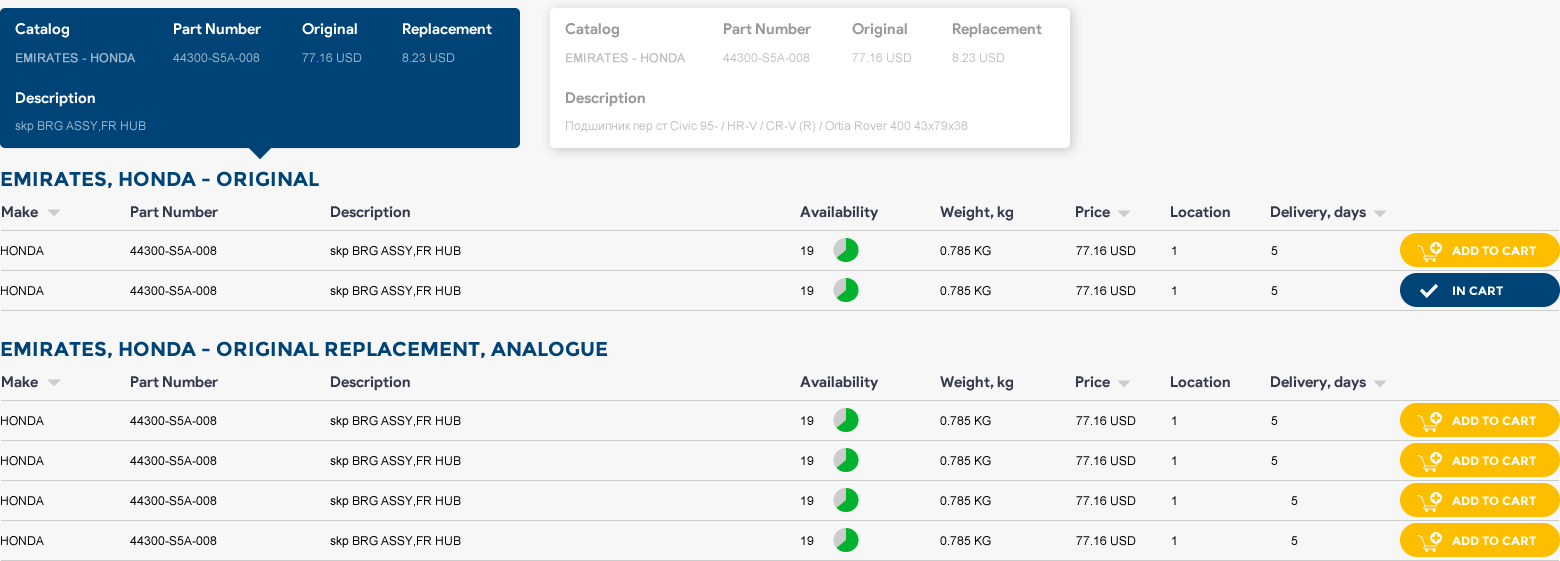 Catalog Part Number Original Replacement
EMIRATES - HONDA 44300-S5A-008 77.16 USD 8.23 USD
Description
skp BRG ASSY,FR HUB
Catalog Part Number Original Replacement
EMIRATES - HONDA 44300-S5A-008 77.16 USD 8.23 USD
Description
Подшипник пер ст Civic 95- / HR-V / CR-V (R) / Ortia Rover 400 43x79x38
EMIRATES, HONDA - ORIGINAL
Make Part Number Description Availability Weight, kg Price Location Delivery, days
HONDA 44300-S5A-008 skp BRG ASSY,FR HUB 19 0.785 KG 77.16 USD 1 5 ADD TO CART
HONDA 44300-S5A-008 skp BRG ASSY,FR HUB 19 0.785 KG 77.16 USD 1 5 IN CART
EMIRATES, HONDA - ORIGINAL REPLACEMENT, ANALOGUE
Make Part Number Description Availability Weight, kg Price Location Delivery, days
HONDA 44300-S5A-008 skp BRG ASSY,FR HUB 19 0.785 KG 77.16 USD 1 5 ADD TO CART
HONDA 44300-S5A-008 skp BRG ASSY,FR HUB 19 0.785 KG 77.16 USD 1 5 ADD TO CART
HONDA 44300-S5A-008 skp BRG ASSY,FR HUB 19 0.785 KG 77.16 USD 1 5 ADD TO CART
HONDA 44300-S5A-008 skp BRG ASSY,FR HUB 19 0.785 KG 77.16 USD 1 5 ADD TO CART